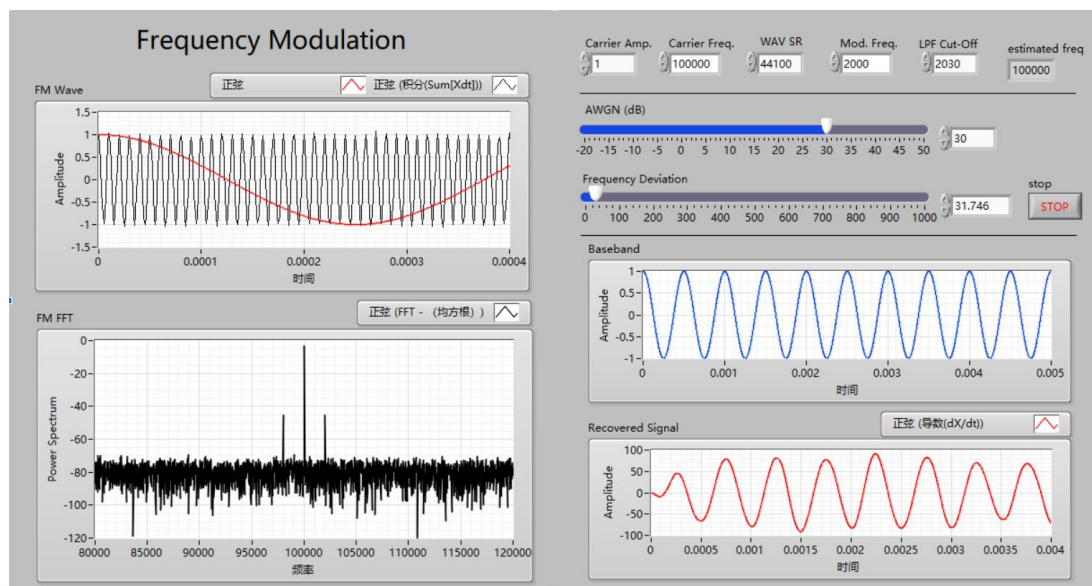 Frequency Modulation
正弦 正弦 (积分(Sum[Xdt]))
FM Wave
1.5
1
0.5
0
-0.5
-1
-1.5
Amplitude
0 0.0001 0.0002 0.0003 0.0004
时间
正弦 (FFT - （均方根）)
FM FFT
0
-20
-40
-60
-80
-100
-120
Power Spectrum
80000 85000 90000 95000 100000 105000 110000 115000 120000
频率
Carrier Amp. Carrier Freq. WAV SR Mod. Freq. LPF Cut-Off estimated freq
1 100000 44100 2000 2030 100000
AWGN (dB)
-20 -15 -10 -5 0 5 10 15 20 25 30 35 40 45 50
30
Frequency Deviation
0 100 200 300 400 500 600 700 800 900 1000
31.746
stop
STOP
Baseband
1
0.5
0
-0.5
-1
Amplitude
0 0.001 0.002 0.003 0.004 0.005
时间
Recovered Signal
正弦 (导数(dX/dt))
100
50
0
-50
-100
Amplitude
0 0.0005 0.001 0.0015 0.002 0.0025 0.003 0.0035 0.004
时间